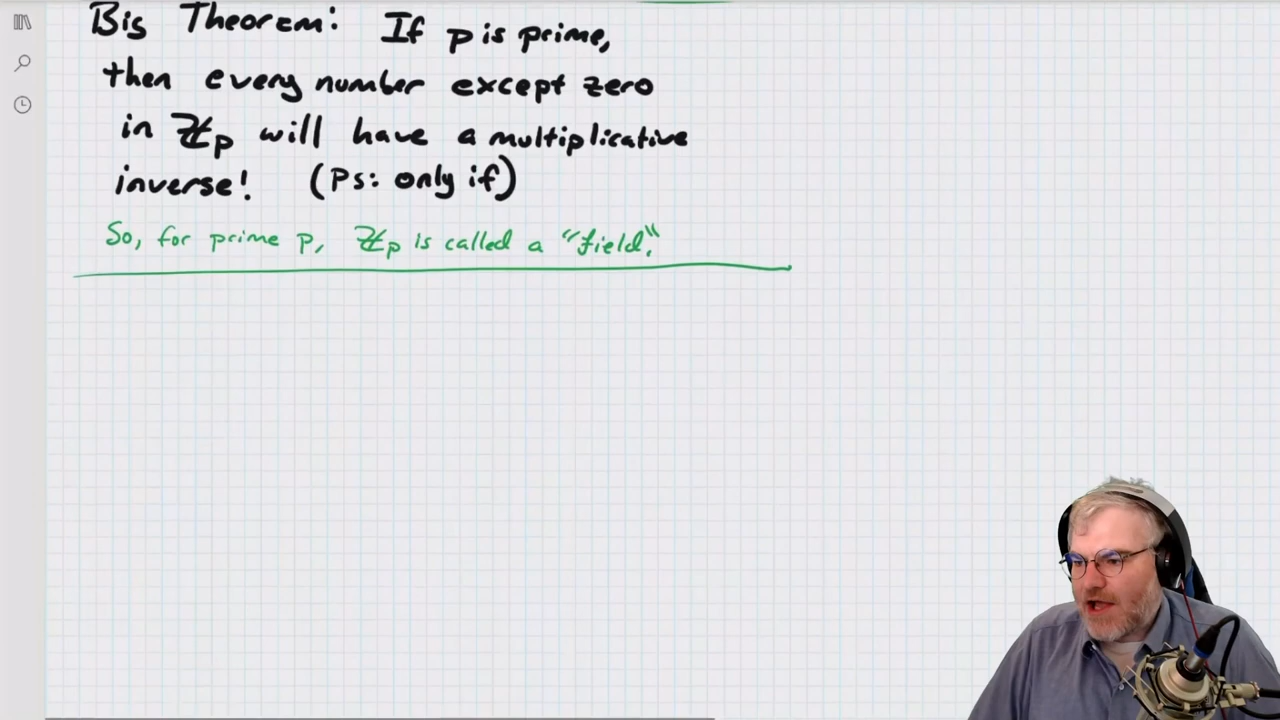 Big Theorem: If p is prime,
then every number except zero
in ℤp will have a multiplicative
inverse! (Ps: only if)
So, for prime p, ℤp is called a "field."